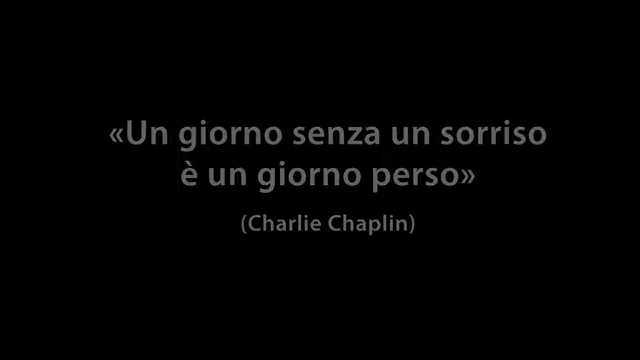 «Un giorno senza un sorriso
è un giorno perso»
(Charlie Chaplin)